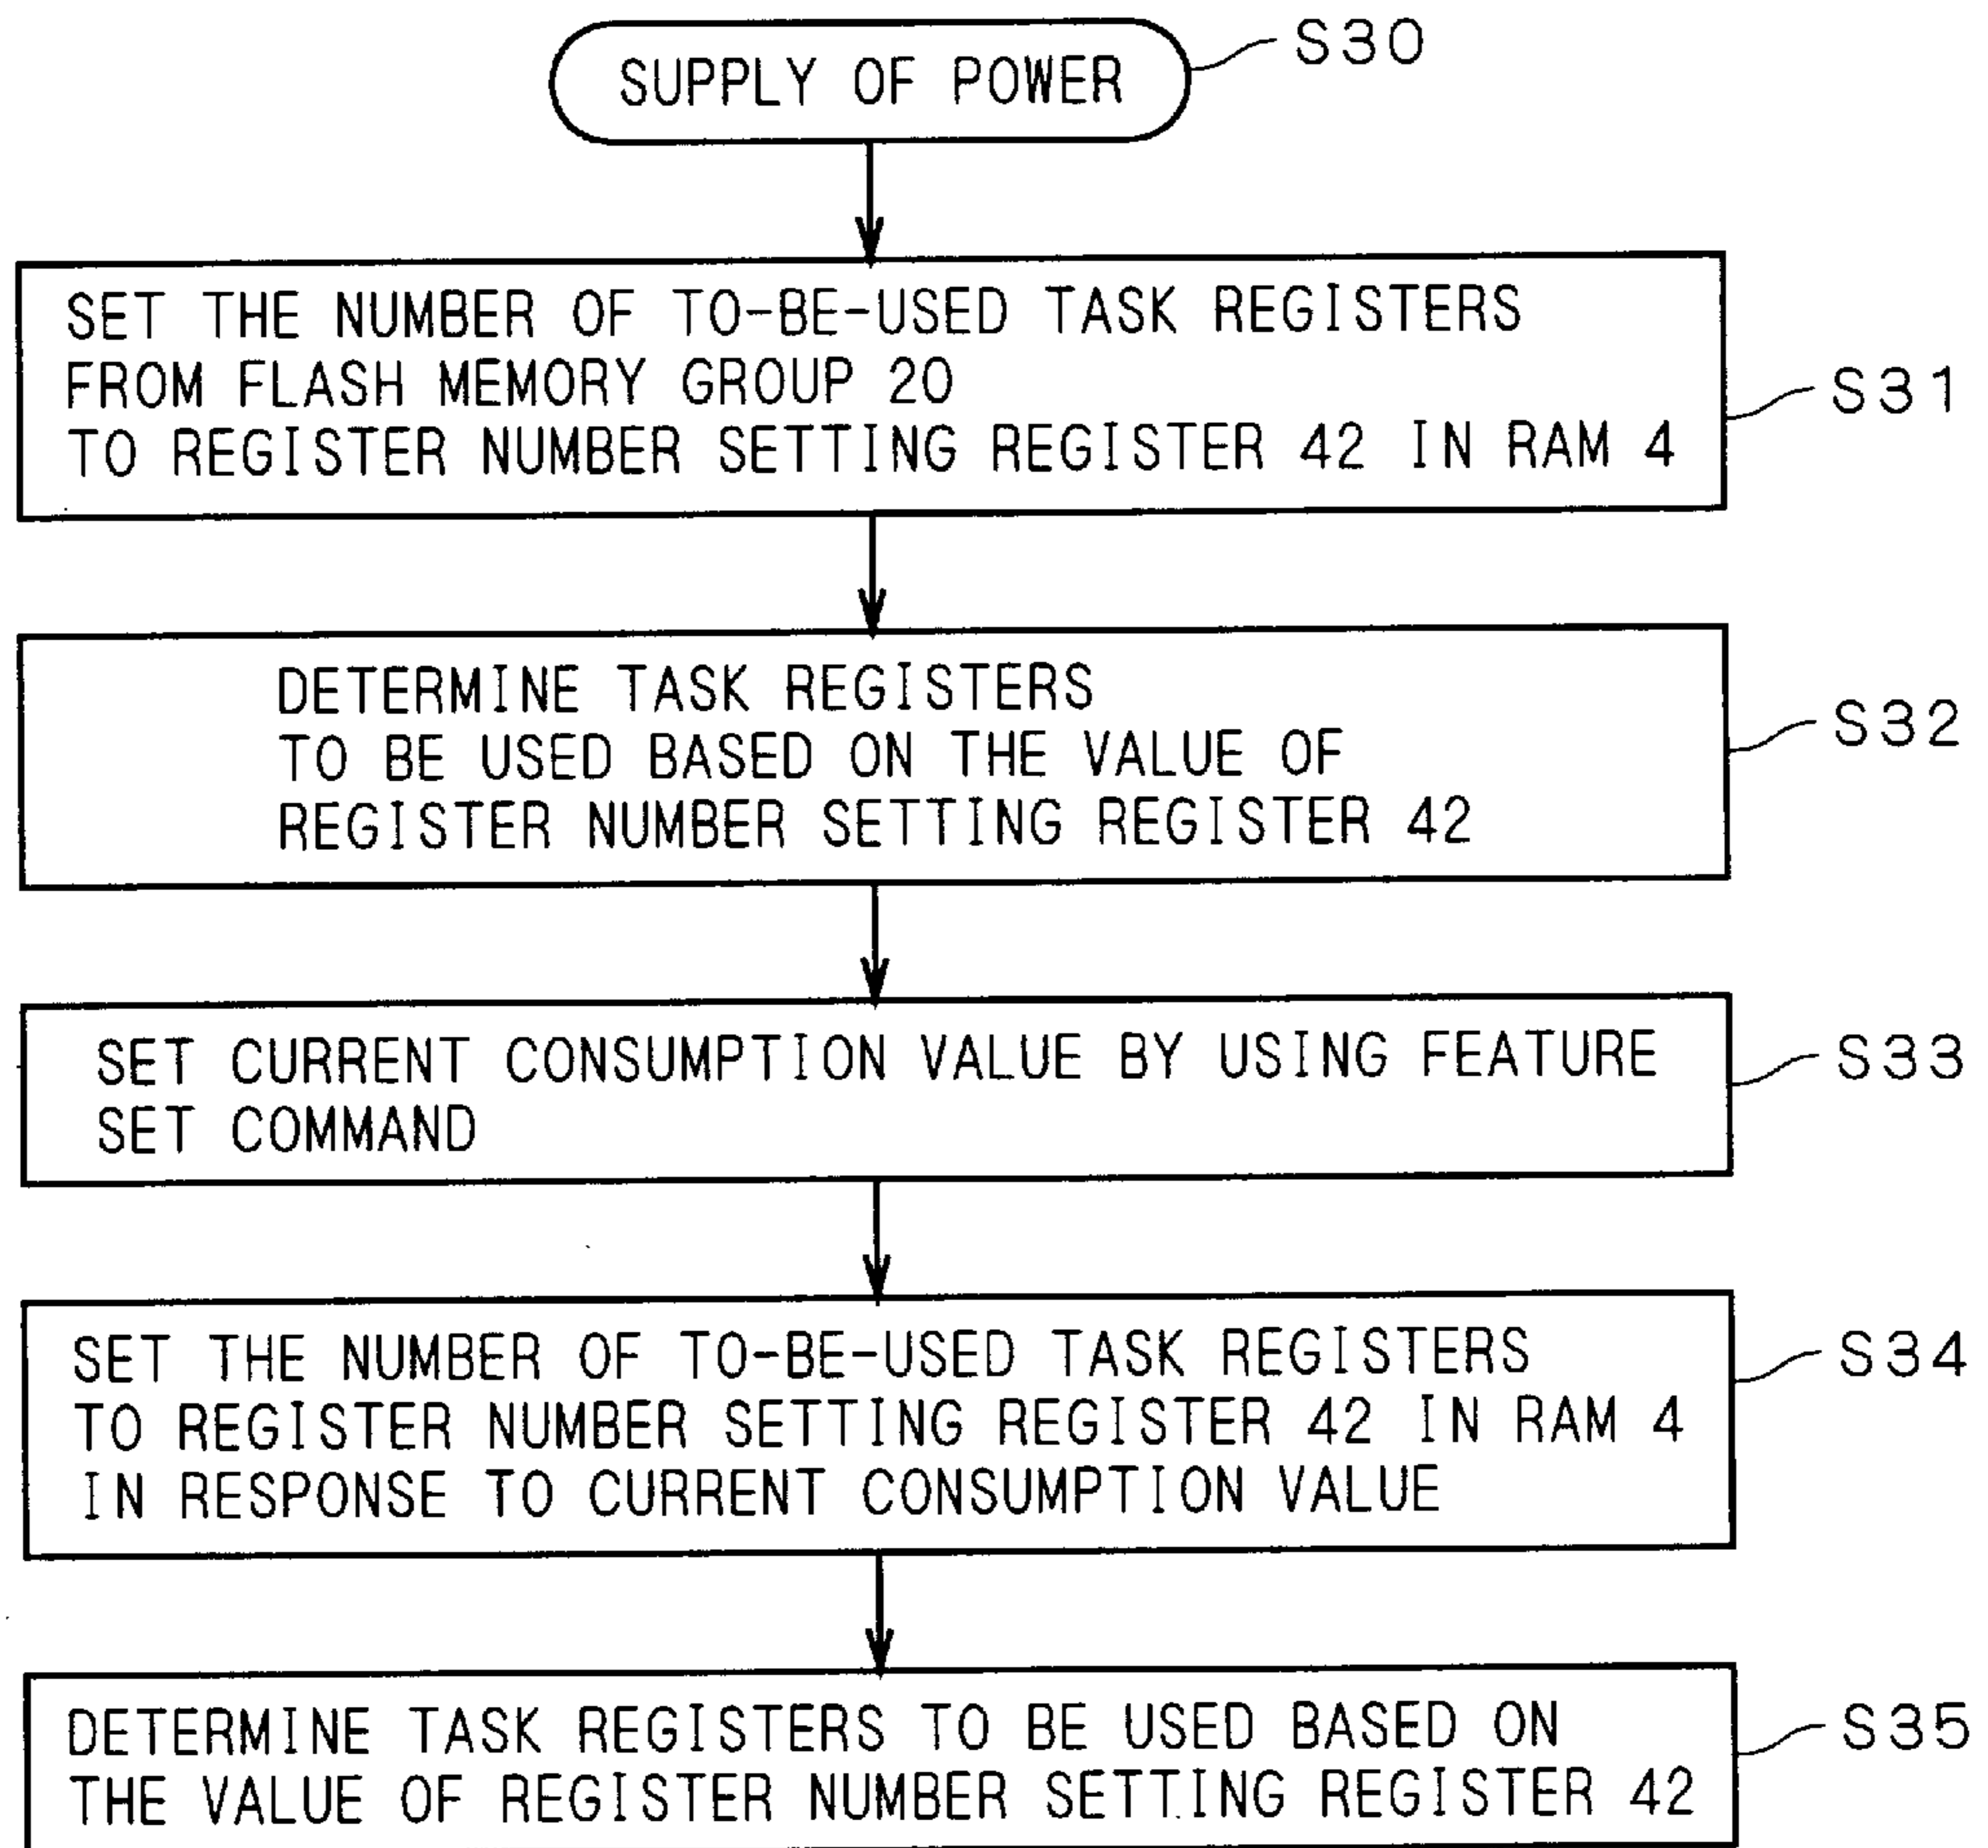 SUPPLY OF POWER
S30
SET THE NUMBER OF TO-BE-USED TASK REGISTERS
FROM FLASH MEMORY GROUP 20
TO REGISTER NUMBER SETTING REGISTER 42 IN RAM 4
S31
DETERMINE TASK REGISTERS
TO BE USED BASED ON THE VALUE OF
REGISTER NUMBER SETTING REGISTER 42
S32
SET CURRENT CONSUMPTION VALUE BY USING FEATURE
SET COMMAND
S33
SET THE NUMBER OF TO-BE-USED TASK REGISTERS
TO REGISTER NUMBER SETTING REGISTER 42 IN RAM 4
IN RESPONSE TO CURRENT CONSUMPTION VALUE
S34
DETERMINE TASK REGISTERS TO BE USED BASED ON
THE VALUE OF REGISTER NUMBER SETTING REGISTER 42
S35